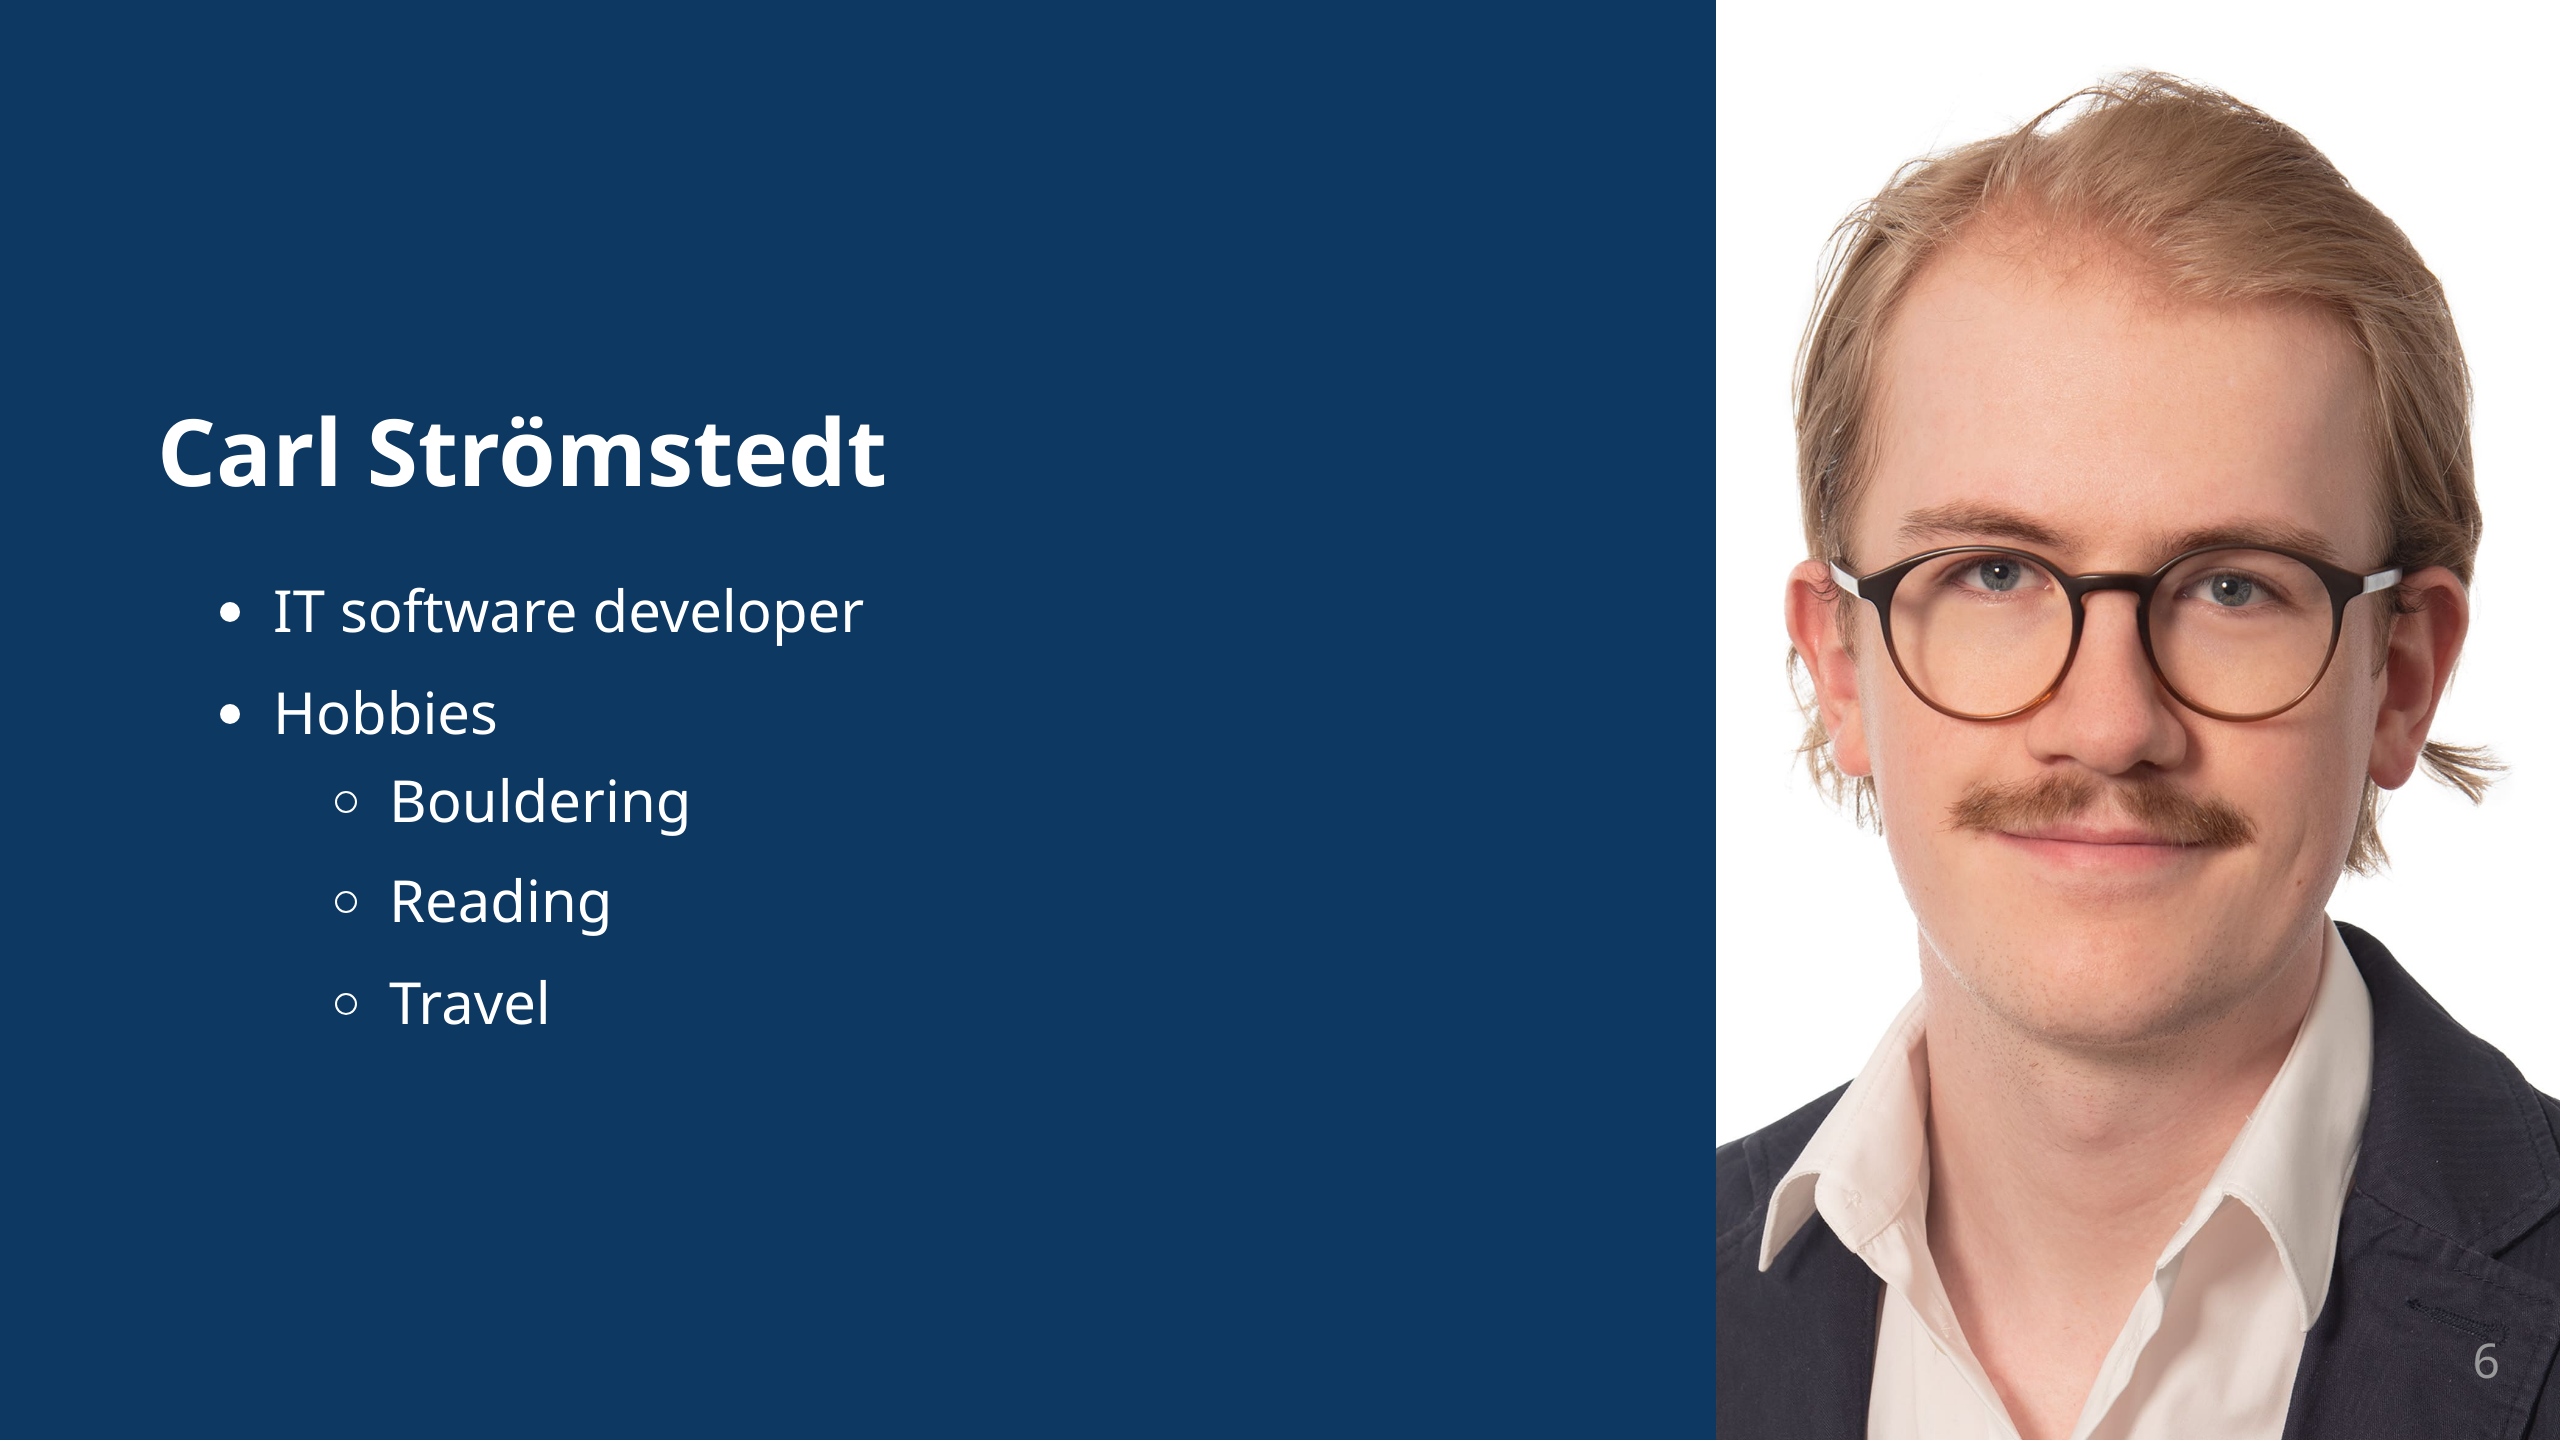 Carl Strömstedt
• IT software developer
• Hobbies
○ Bouldering
○ Reading
○ Travel
6